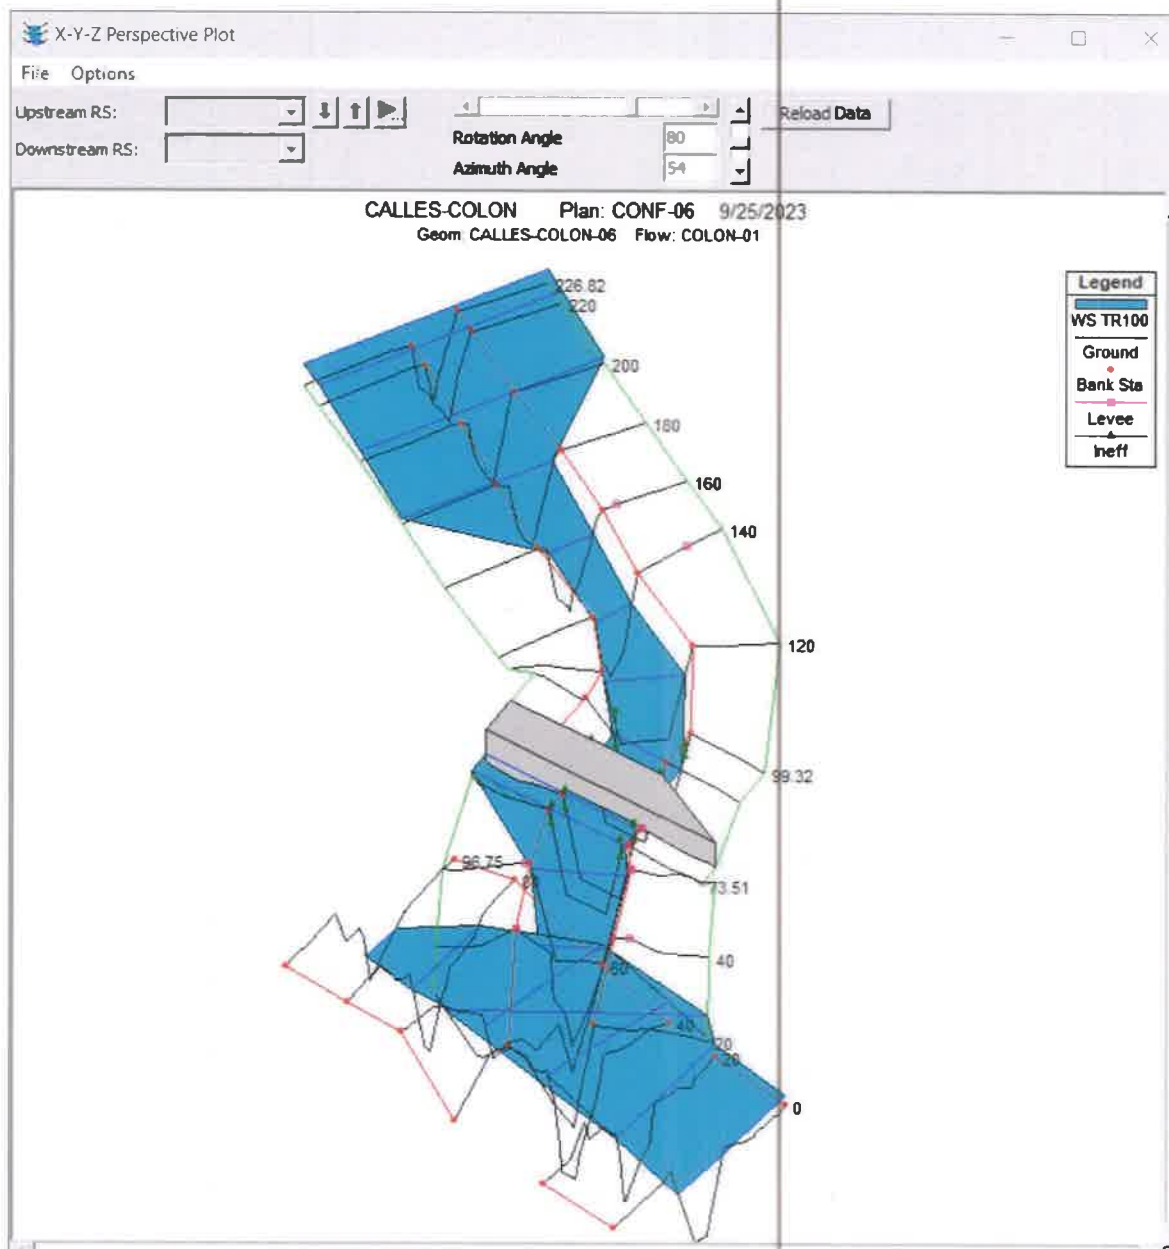 X-Y-Z Perspective Plot
File Options
Upstream RS:
Reload Data
Rotation Angle 80
Downstream RS:
Azimuth Angle 54
CALLES-COLON Plan: CONF-06 9/25/2023
Geom: CALLES-COLON-06 Flow: COLON-01
Legend
WS TR100
Ground
Bank Sta
Levee
Ineff
226.82
220
200
180
160
140
120
99.32
96.75
73.51
40
60
40
20
20
0